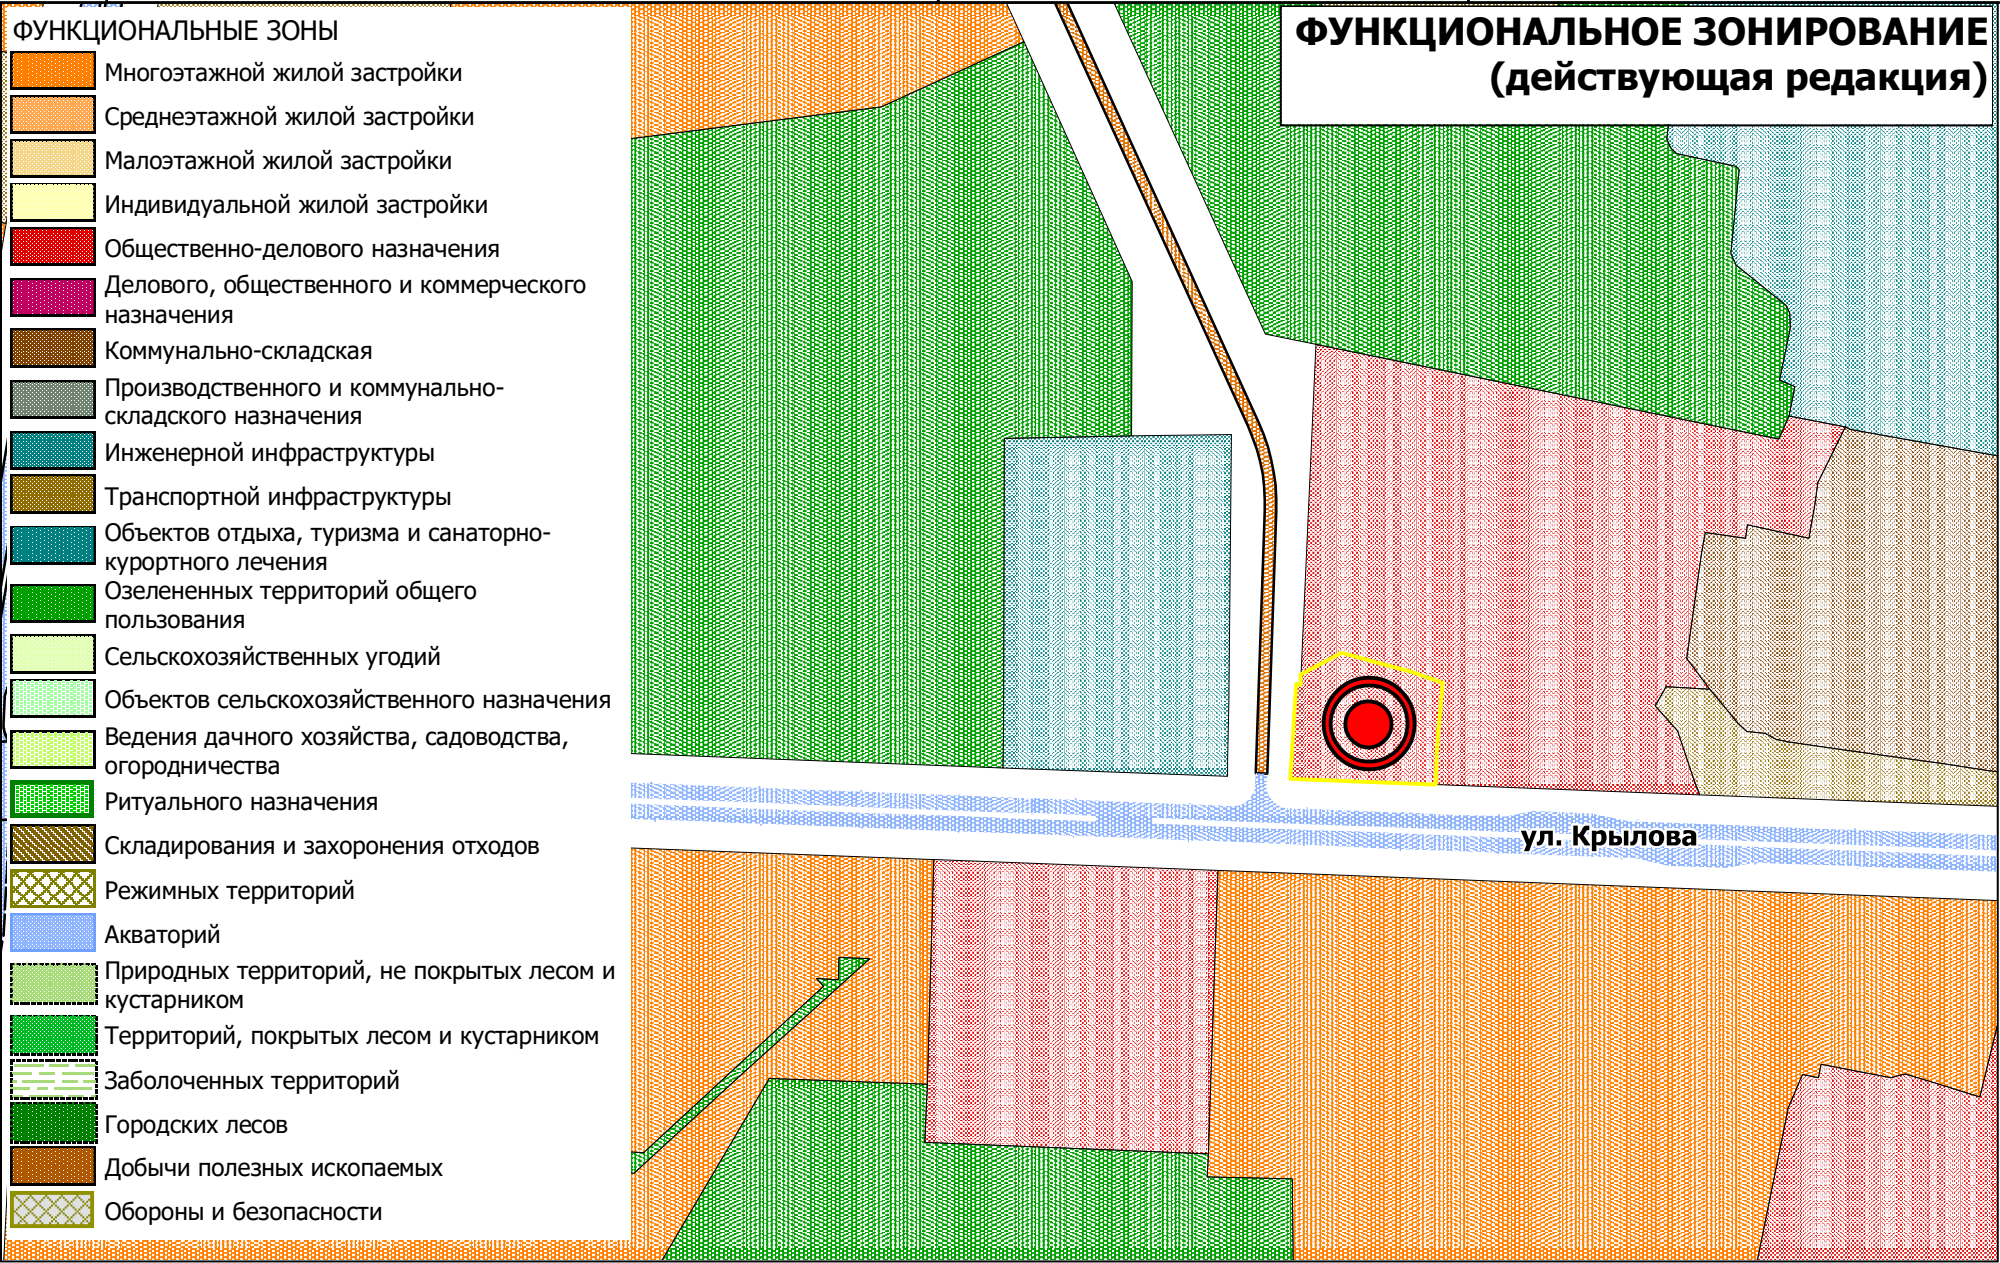 ФУНКЦИОНАЛЬНЫЕ ЗОНЫ
Многоэтажной жилой застройки
Среднеэтажной жилой застройки
Малоэтажной жилой застройки
Индивидуальной жилой застройки
Общественно-делового назначения
Делового, общественного и коммерческого
назначения
Коммунально-складская
Производственного и коммунально-
складского назначения
Инженерной инфраструктуры
Транспортной инфраструктуры
Объектов отдыха, туризма и санаторно-
курортного лечения
Озелененных территорий общего
пользования
Сельскохозяйственных угодий
Объектов сельскохозяйственного назначения
Ведения дачного хозяйства, садоводства,
огородничества
Ритуального назначения
Складирования и захоронения отходов
Режимных территорий
Акваторий
Природных территорий, не покрытых лесом и
кустарником
Территорий, покрытых лесом и кустарником
Заболоченных территорий
Городских лесов
Добычи полезных ископаемых
Обороны и безопасности
ФУНКЦИОНАЛЬНОЕ ЗОНИРОВАНИЕ
(действующая редакция)
ул. Крылова